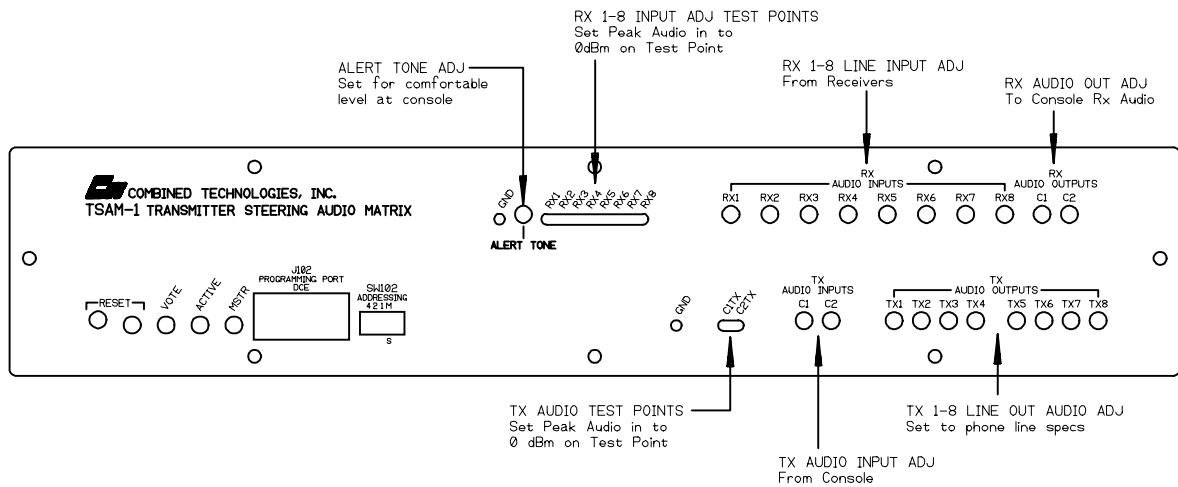 RX 1-8 INPUT ADJ TEST POINTS
Set Peak Audio in to
0dBm on Test Point
ALERT TONE ADJ
Set for comfortable
level at console
RX 1-8 LINE INPUT ADJ
From Receivers
RX AUDIO OUT ADJ
To Console Rx Audio
COMBINED TECHNOLOGIES, INC.
TSAM-1 TRANSMITTER STEERING AUDIO MATRIX
GND
ALERT TONE
RX1 RX2 RX3 RX4 RX5 RX6 RX7 RX8
RX
AUDIO INPUTS
RX1 RX2 RX3 RX4 RX5 RX6 RX7 RX8
RX
AUDIO OUTPUTS
C1 C2
RESET
VOTE
ACTIVE
MSTR
J102
PROGRAMMING PORT
DCE
SW102
ADDRESSING
4 2 1 M
S
GND
C1TX
C2TX
TX
AUDIO INPUTS
C1 C2
TX
AUDIO OUTPUTS
TX1 TX2 TX3 TX4 TX5 TX6 TX7 TX8
TX AUDIO TEST POINTS
Set Peak Audio in to
0 dBm on Test Point
TX AUDIO INPUT ADJ
From Console
TX 1-8 LINE OUT AUDIO ADJ
Set to phone line specs